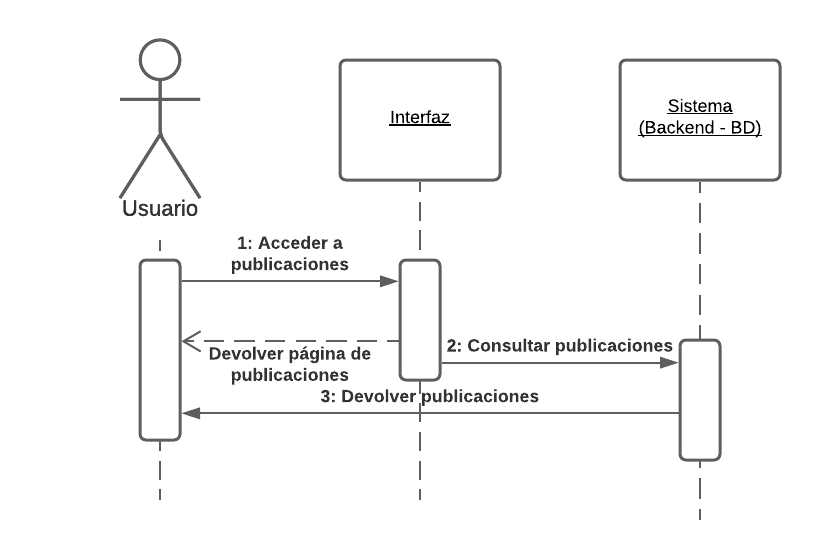 Usuario
Interfaz
Sistema
(Backend - BD)
1: Acceder a
publicaciones
Devolver página de
publicaciones
2: Consultar publicaciones
3: Devolver publicaciones